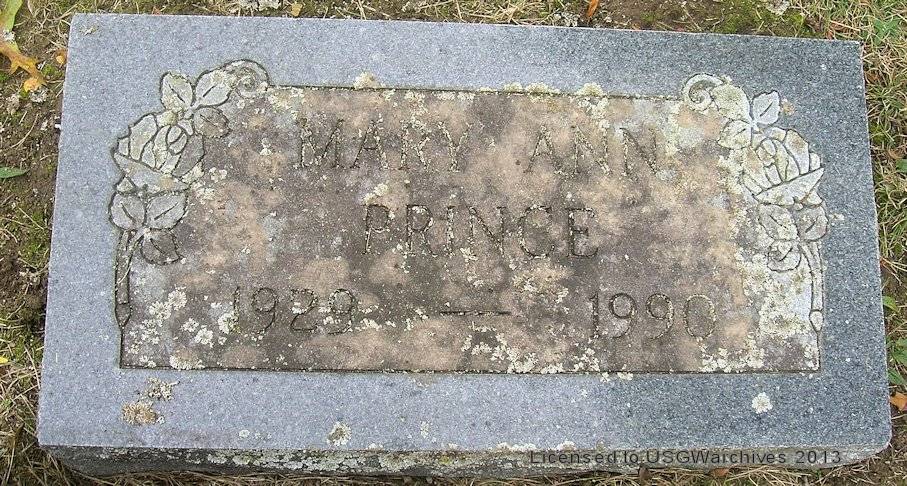 MARY ANN
PRINCE
1929 — 1990
Licensed to USGWarchives 2013